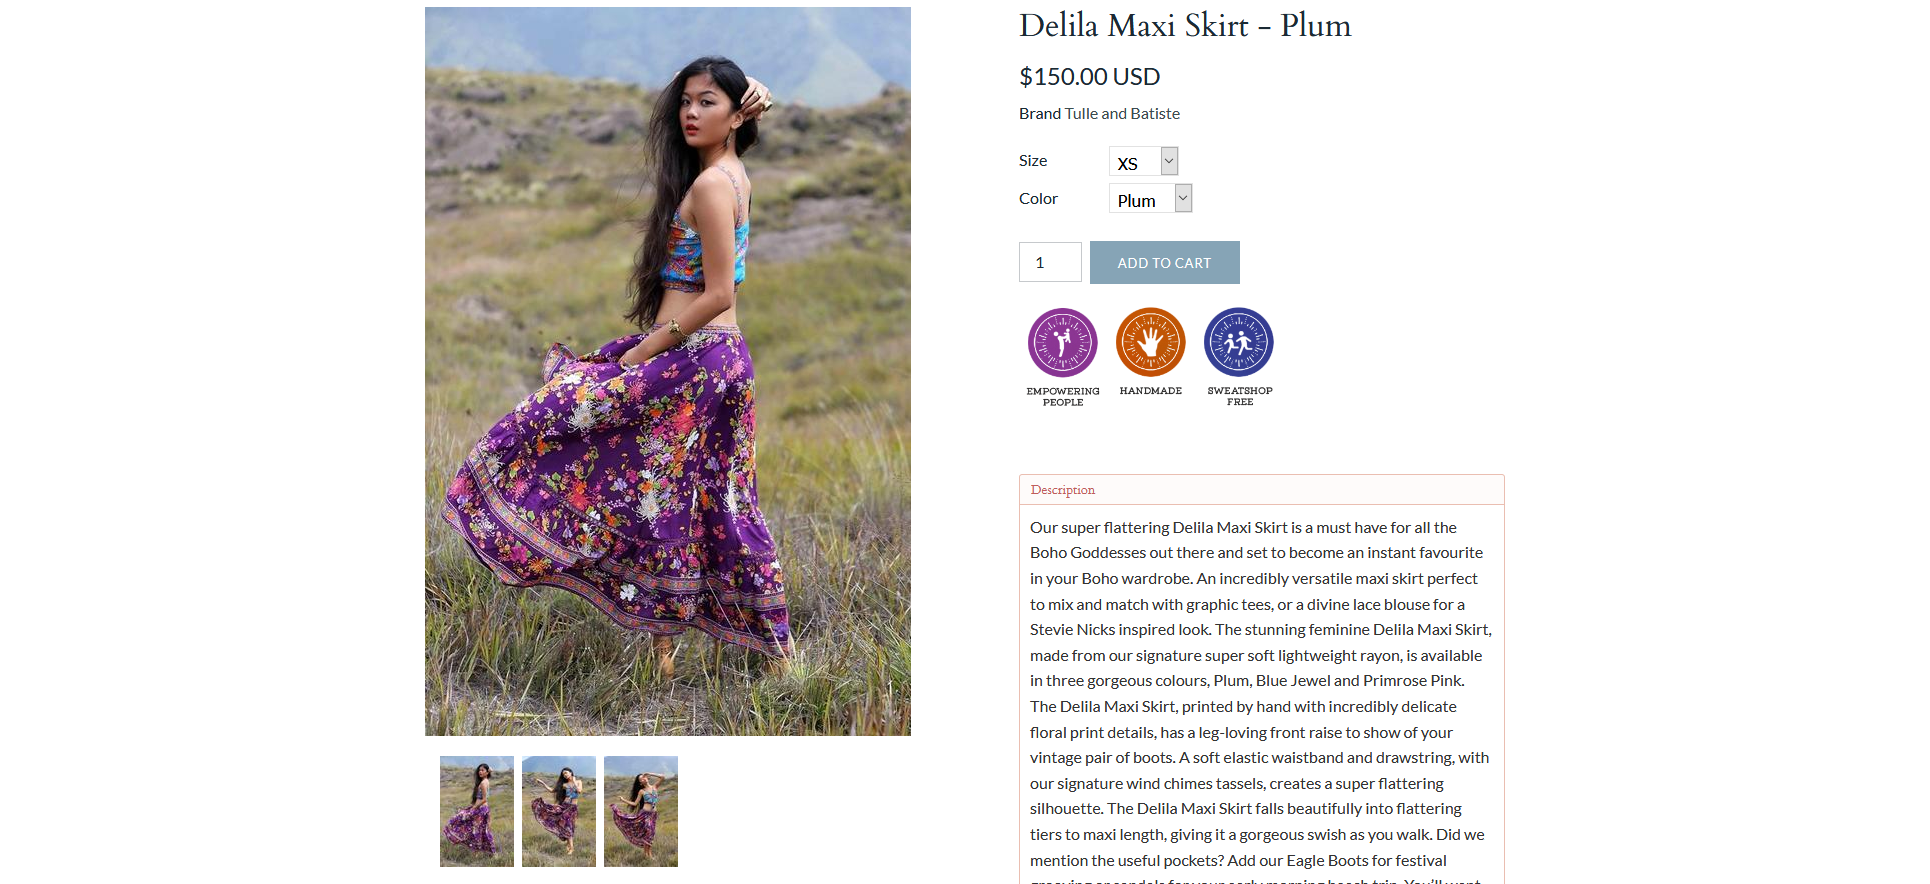 Delila Maxi Skirt - Plum
$150.00 USD
Brand Tulle and Batiste
Size XS
Color Plum
1 ADD TO CART
EMPOWERING PEOPLE
HANDMADE
SWEATSHOP FREE
Description
Our super flattering Delila Maxi Skirt is a must have for all the
Boho Goddesses out there and set to become an instant favourite
in your Boho wardrobe. An incredibly versatile maxi skirt perfect
to mix and match with graphic tees, or a divine lace blouse for a
Stevie Nicks inspired look. The stunning feminine Delila Maxi Skirt,
made from our signature super soft lightweight rayon, is available
in three gorgeous colours, Plum, Blue Jewel and Primrose Pink.
The Delila Maxi Skirt, printed by hand with incredibly delicate
floral print details, has a leg-loving front raise to show of your
vintage pair of boots. A soft elastic waistband and drawstring, with
our signature wind chimes tassels, creates a super flattering
silhouette. The Delila Maxi Skirt falls beautifully into flattering
tiers to maxi length, giving it a gorgeous swish as you walk. Did we
mention the useful pockets? Add our Eagle Boots for festival